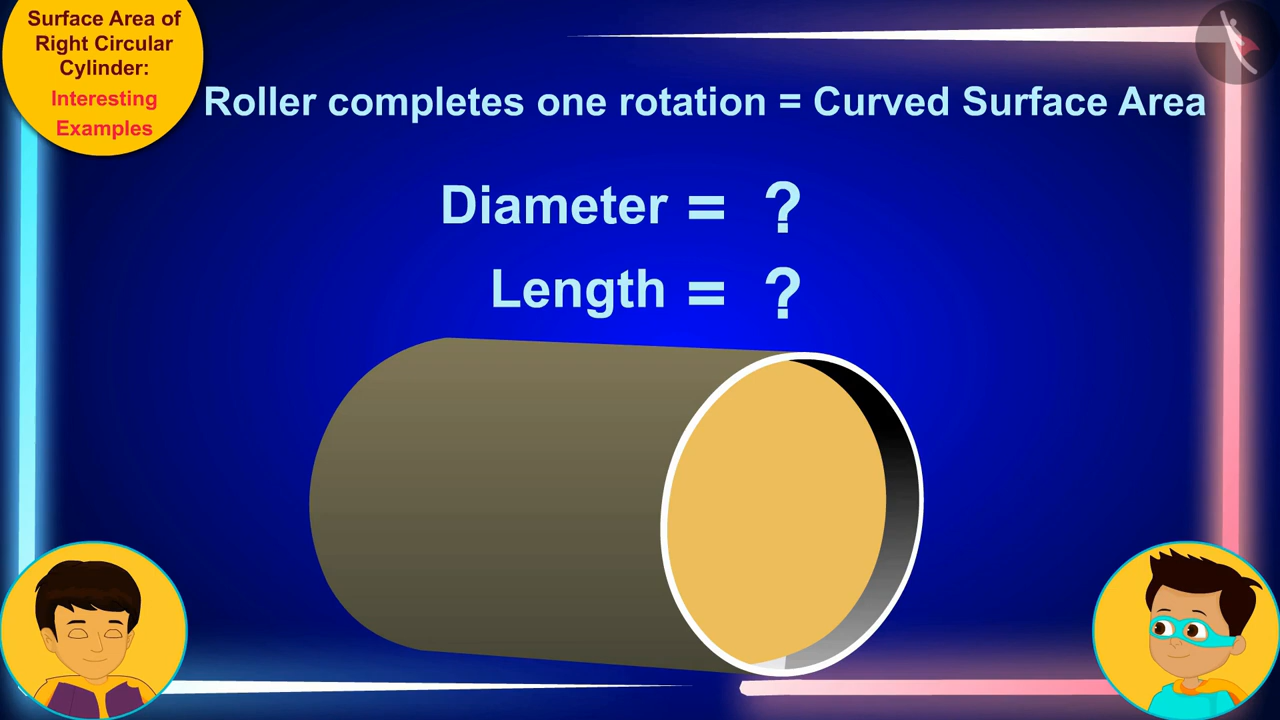 Surface Area of
Right Circular
Cylinder:
Interesting
Examples
Roller completes one rotation = Curved Surface Area
Diameter = ?
Length = ?